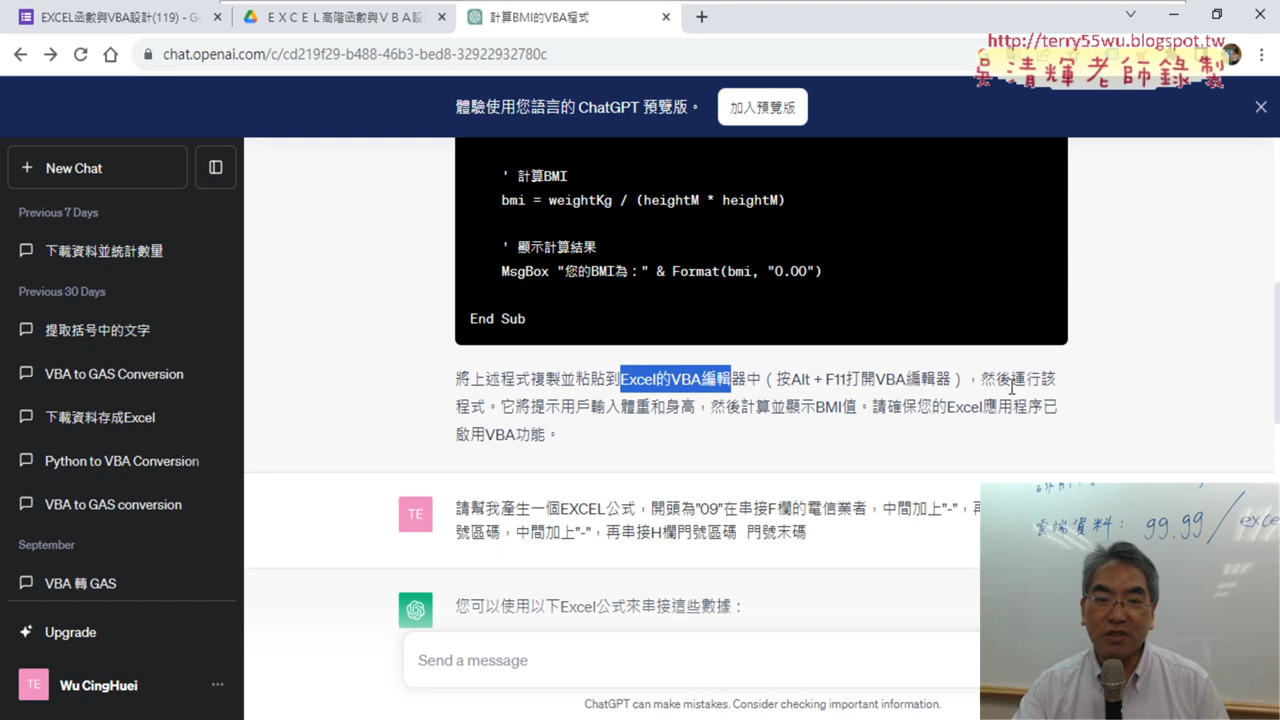 EXCEL函數與VBA設計(119) - Go
ＥＸＣＥＬ高階函數與ＶＢＡ設
計算BMI的VBA程式
chat.openai.com/c/cd219f29-b488-46b3-bed8-32922932780c
http://terry55wu.blogspot.tw
吳清輝老師錄製
體驗使用您語言的 ChatGPT 預覽版。
加入預覽版
New Chat
Previous 7 Days
下載資料並統計數量
Previous 30 Days
提取括号中的文字
VBA to GAS Conversion
下載資料存成Excel
Python to VBA Conversion
VBA to GAS conversion
September
VBA 轉 GAS
Upgrade
TE
Wu CingHuei
' 計算BMI
bmi = weightKg / (heightM * heightM)
' 顯示計算結果
MsgBox "您的BMI為：" & Format(bmi, "0.00")
End Sub
將上述程式複製並粘貼到Excel的VBA編輯器中（按Alt + F11打開VBA編輯器），然後運行該
程式。它將提示用戶輸入體重和身高，然後計算並顯示BMI值。請確保您的Excel應用程序已
啟用VBA功能。
TE
請幫我產生一個EXCEL公式，開頭為"09"在串接F欄的電信業者，中間加上"-"，再
號區碼，中間加上"-"，再串接H欄門號區碼 門號末碼
您可以使用以下Excel公式來串接這些數據：
Send a message
ChatGPT can make mistakes. Consider checking important information.
雲端資料： 99.99/exce